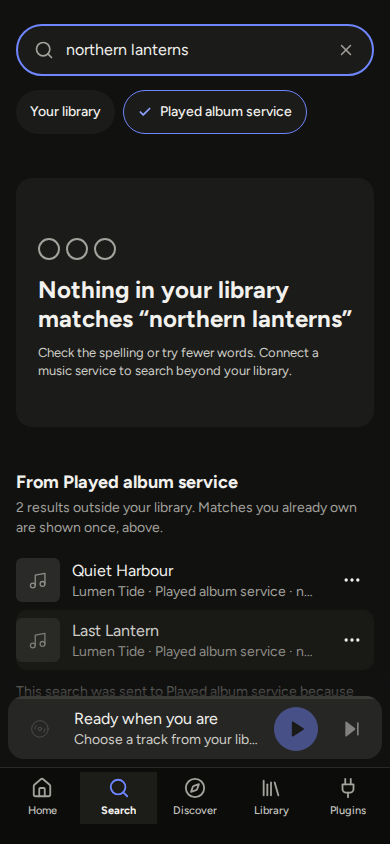 northern lanterns
Your library
Played album service
Nothing in your library
matches “northern lanterns”
Check the spelling or try fewer words. Connect a
music service to search beyond your library.
From Played album service
2 results outside your library. Matches you already own
are shown once, above.
Quiet Harbour
Lumen Tide · Played album service · n...
Last Lantern
Lumen Tide · Played album service · n...
This search was sent to Played album service because
Ready when you are
Choose a track from your lib...
Home
Search
Discover
Library
Plugins